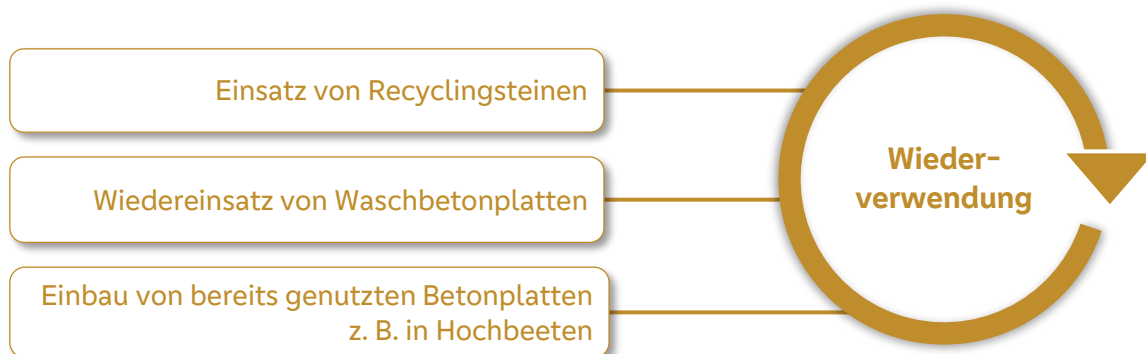 Einsatz von Recyclingsteinen
Wiedereinsatz von Waschbetonplatten
Einbau von bereits genutzten Betonplatten
z. B. in Hochbeeten
Wieder-
verwendung